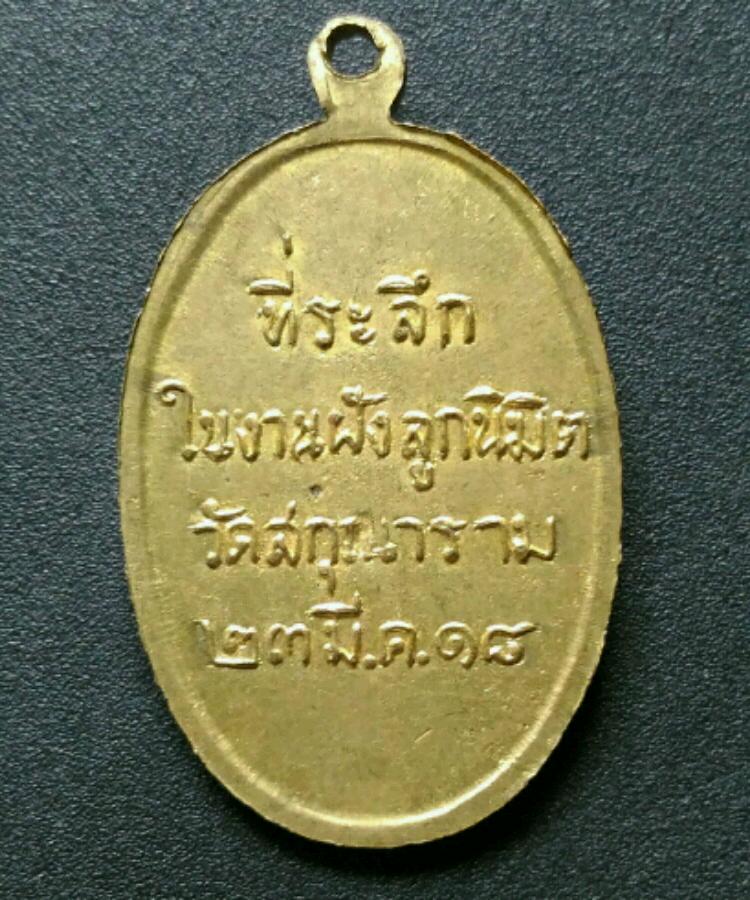 ที่ระลึก
ในงานฝังลูกนิมิต
วัดสกุณาราม
๒๓ มี.ค.๑๘